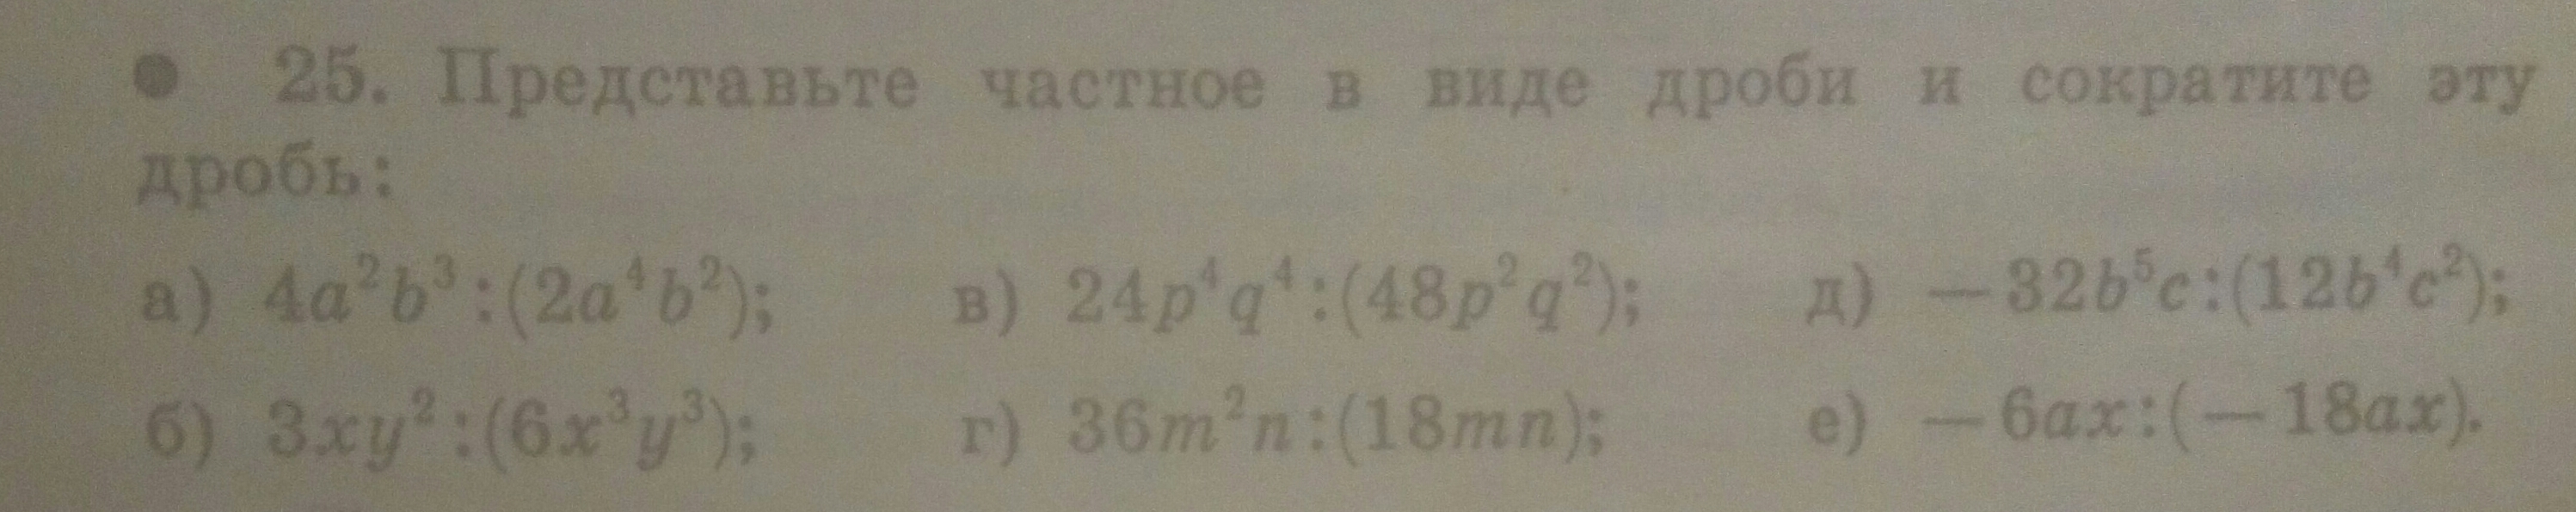 ● 25. Представьте частное в виде дроби и сократите эту
дробь:
а) 4a²b³:(2a⁴b²); в) 24p⁴q⁴:(48p²q²); д) —32b⁵c:(12b⁴c²);
б) 3xy²:(6x³y³); г) 36m²n:(18mn); е) —6ax:(—18ax).